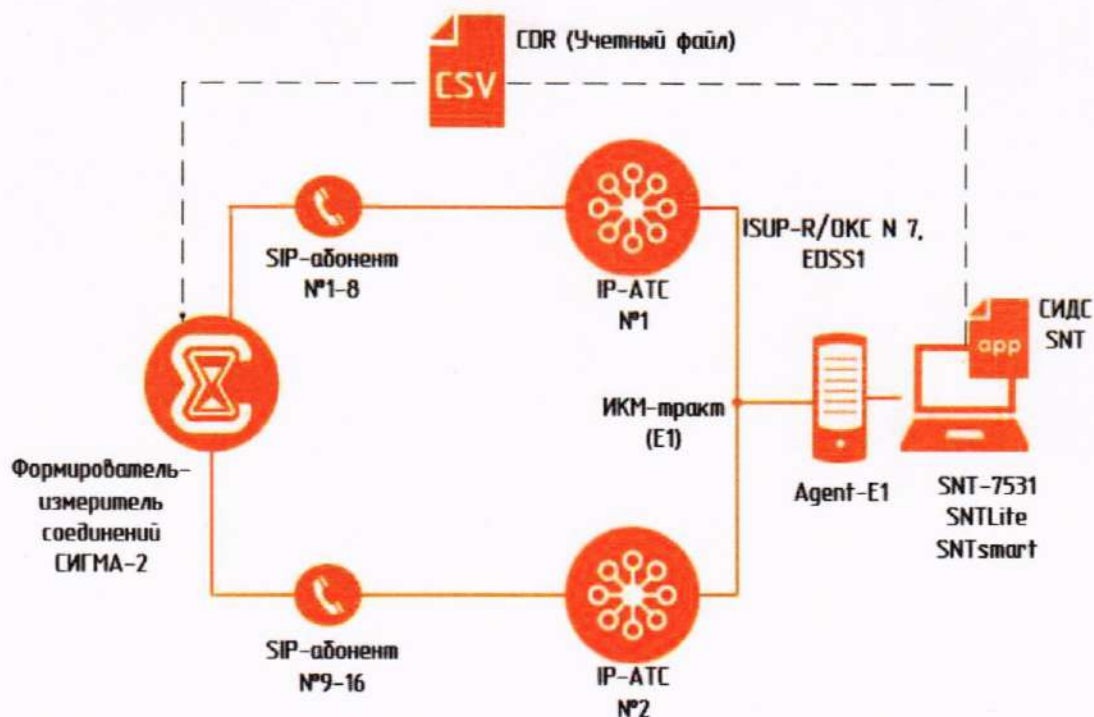 CDR (Учетный файл)
CSV
SIP-абонент
№1-8
IP-АТС
№1
ISUP-R/ОКС N 7,
EDSS1
СИДС
SNT
app
ИКМ-тракт
(E1)
Формирователь-
измеритель
соединений
СИГМА-2
Agent-E1
SNT-7531
SNTLite
SNTsmart
SIP-абонент
№9-16
IP-АТС
№2